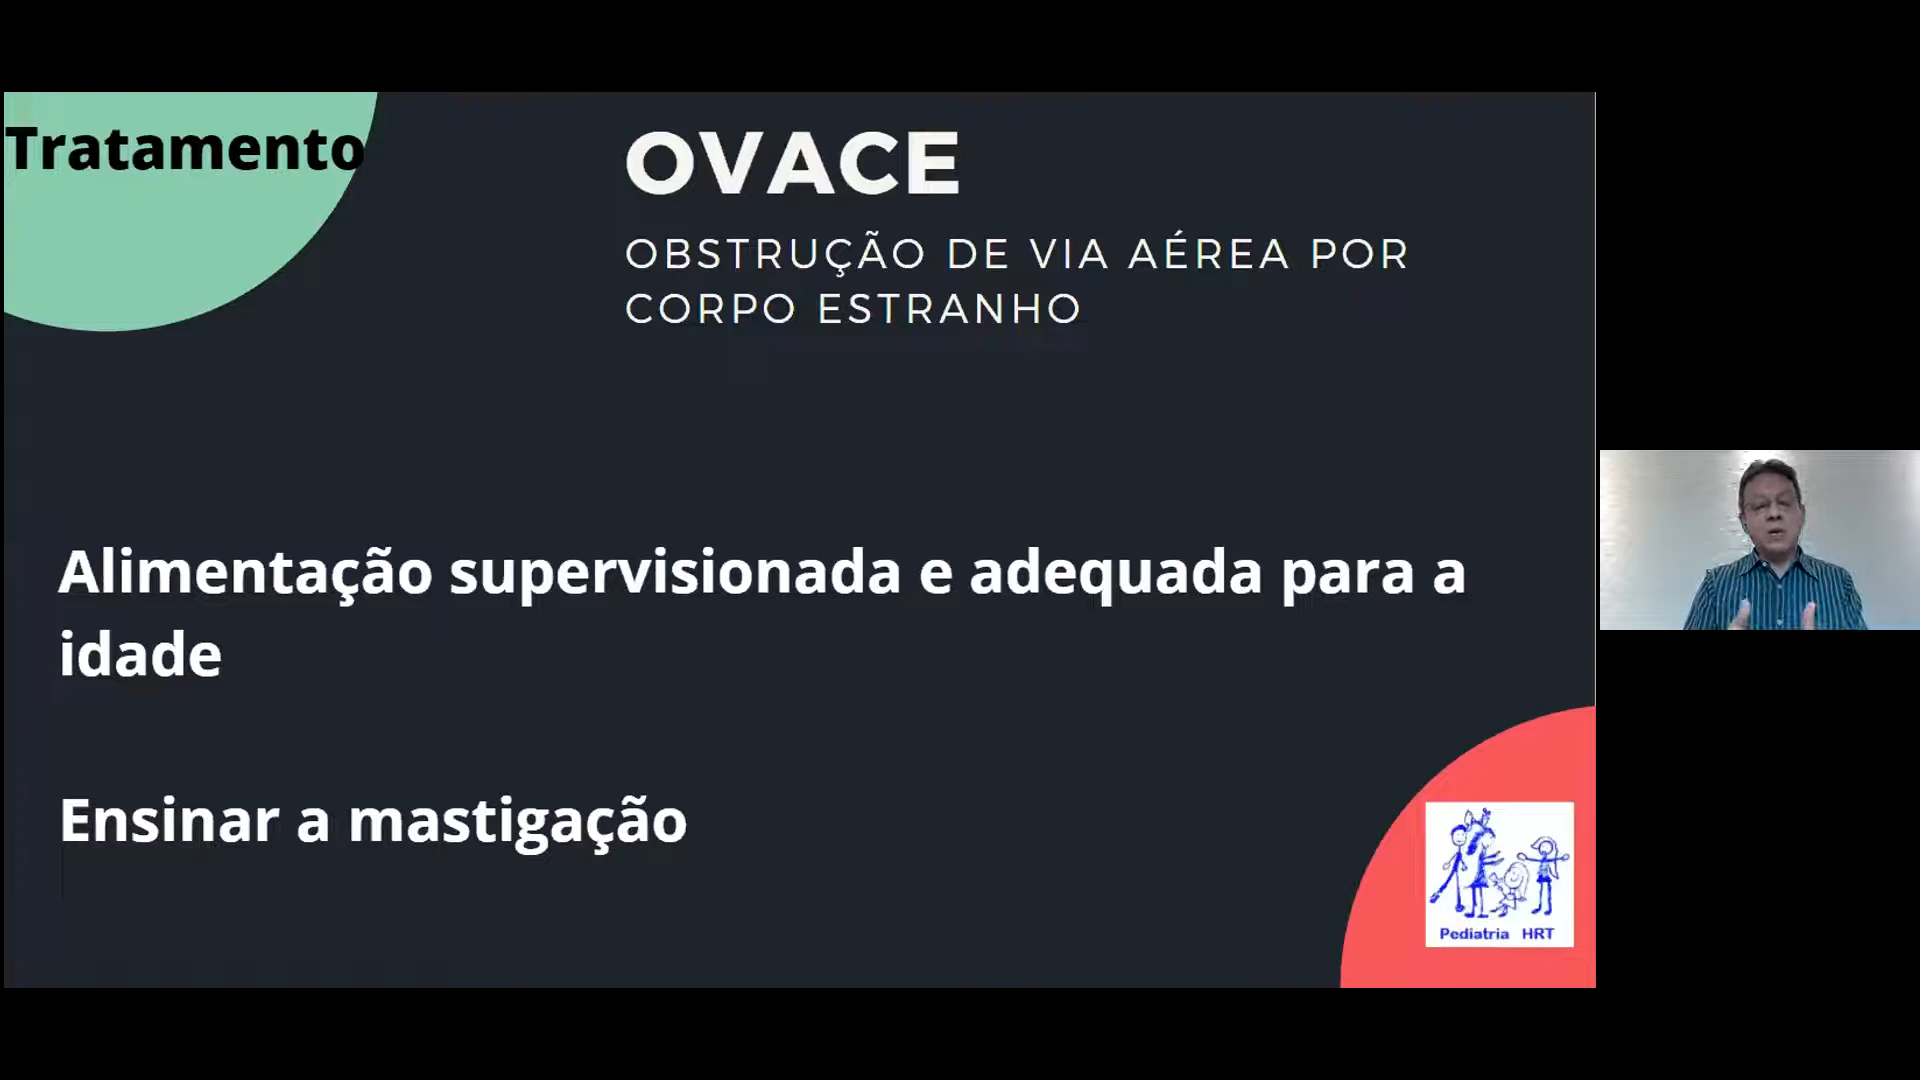 Tratamento
OVACE
OBSTRUÇÃO DE VIA AÉREA POR
CORPO ESTRANHO
Alimentação supervisionada e adequada para a
idade
Ensinar a mastigação
Pediatria HRT